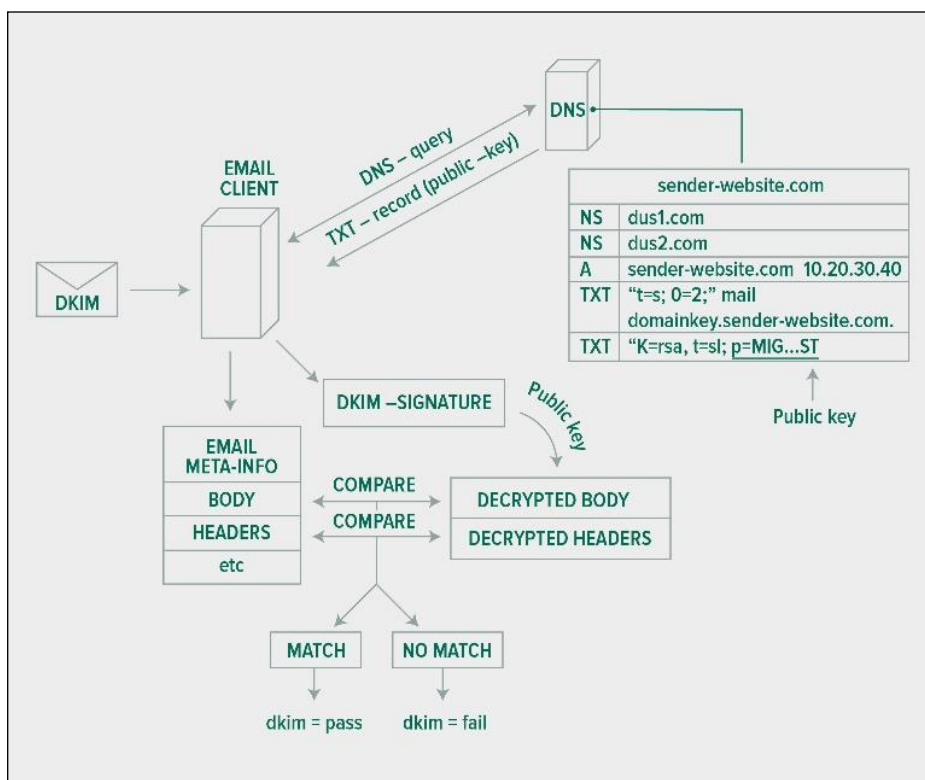 DNS
DNS – query
TXT – record (public –key)
EMAIL
CLIENT
DKIM
sender-website.com
NS dus1.com
NS dus2.com
A sender-website.com 10.20.30.40
TXT “t=s; 0=2;” mail
domainkey.sender-website.com.
TXT “K=rsa, t=sl; p=MIG...ST
Public key
DKIM –SIGNATURE
Public key
EMAIL
META-INFO
BODY
HEADERS
etc
COMPARE
COMPARE
DECRYPTED BODY
DECRYPTED HEADERS
MATCH
NO MATCH
dkim = pass
dkim = fail